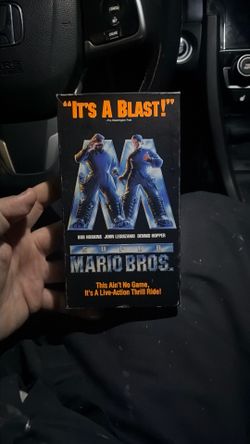 "IT'S A BLAST!"
BOB HOSKINS JOHN LEGUIZAMO DENNIS HOPPER
SUPER
MARIO BROS.
This Ain't No Game,
It's A Live-Action Thrill Ride!